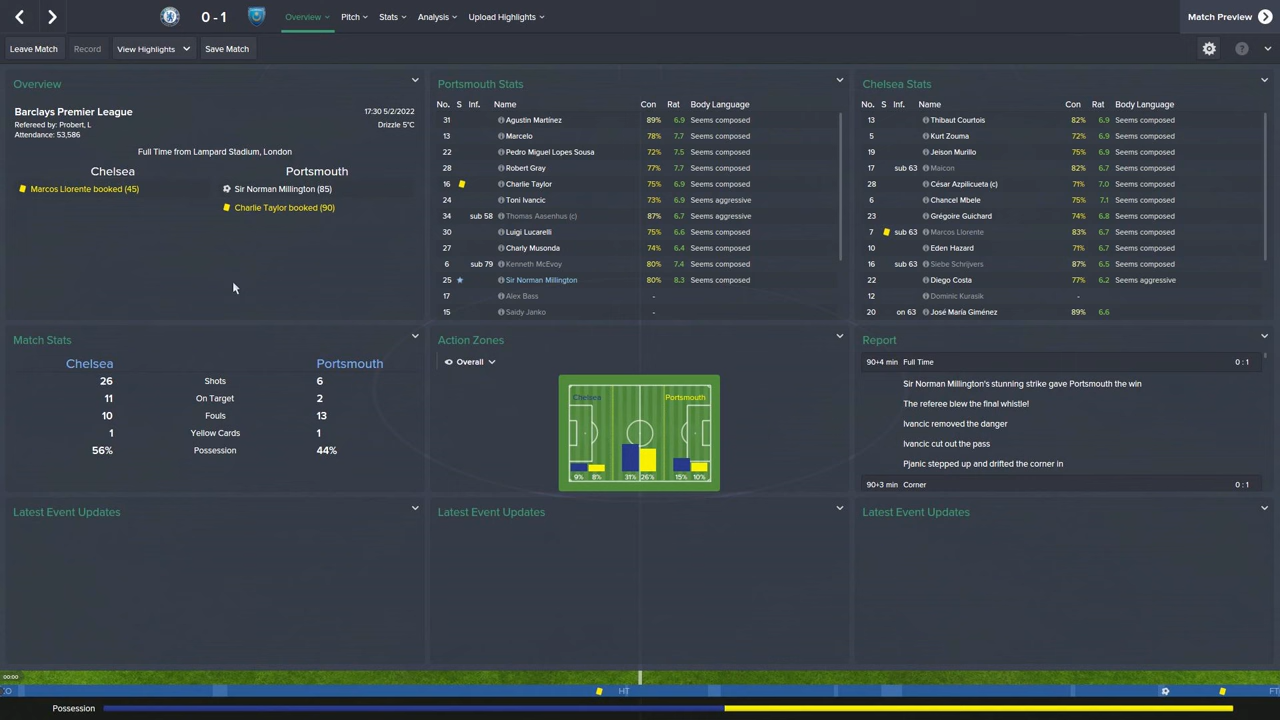 0 - 1 Overview Pitch Stats Analysis Upload Highlights Match Preview
Leave Match Record View Highlights Save Match ?
Overview
Barclays Premier League 17:30 5/2/2022
Refereed by: Probert, L Drizzle 5°C
Attendance: 53,586
Full Time from Lampard Stadium, London
Chelsea Portsmouth
Marcos Llorente booked (45) Sir Norman Millington (85)
Charlie Taylor booked (90)
Portsmouth Stats
No. S Inf. Name Con Rat Body Language
31 Agustin Martínez 89% 6.9 Seems composed
13 Marcelo 78% 7.7 Seems composed
22 Pedro Miguel Lopes Sousa 72% 7.5 Seems composed
28 Robert Gray 77% 7.7 Seems composed
16 Charlie Taylor 75% 6.9 Seems composed
24 Toni Ivancic 73% 6.9 Seems aggressive
34 sub 58 Thomas Aasenhus (c) 87% 6.7 Seems aggressive
30 Luigi Lucarelli 75% 6.6 Seems composed
27 Charly Musonda 74% 6.4 Seems composed
6 sub 79 Kenneth McEvoy 80% 7.4 Seems composed
25 Sir Norman Millington 80% 8.3 Seems composed
17 Alex Bass -
15 Saidy Janko -
Chelsea Stats
No. S Inf. Name Con Rat Body Language
13 Thibaut Courtois 82% 6.9 Seems composed
5 Kurt Zouma 72% 6.9 Seems composed
19 Jeison Murillo 75% 6.9 Seems composed
17 sub 63 Maicon 82% 6.7 Seems composed
28 César Azpilicueta (c) 71% 7.0 Seems composed
6 Chancel Mbele 75% 7.1 Seems composed
23 Grégoire Guichard 74% 6.8 Seems composed
7 sub 63 Marcos Llorente 83% 6.7 Seems composed
10 Eden Hazard 71% 6.7 Seems composed
16 sub 63 Siebe Schrijvers 87% 6.5 Seems composed
22 Diego Costa 77% 6.2 Seems aggressive
12 Dominic Kurasik -
20 on 63 José María Giménez 89% 6.6
Match Stats
Chelsea Portsmouth
26 Shots 6
11 On Target 2
10 Fouls 13
1 Yellow Cards 1
56% Possession 44%
Action Zones
Overall
Chelsea Portsmouth
9% 8% 31% 26% 15% 10%
Report
90+4 min Full Time 0 : 1
Sir Norman Millington's stunning strike gave Portsmouth the win
The referee blew the final whistle!
Ivancic removed the danger
Ivancic cut out the pass
Pjanic stepped up and drifted the corner in
90+3 min Corner 0 : 1
Latest Event Updates
Latest Event Updates
Latest Event Updates
00:00
KO HT FT
Possession